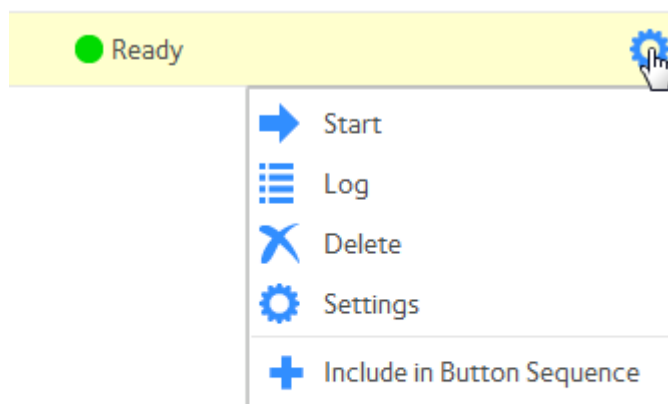 Ready
Start
Log
Delete
Settings
Include in Button Sequence